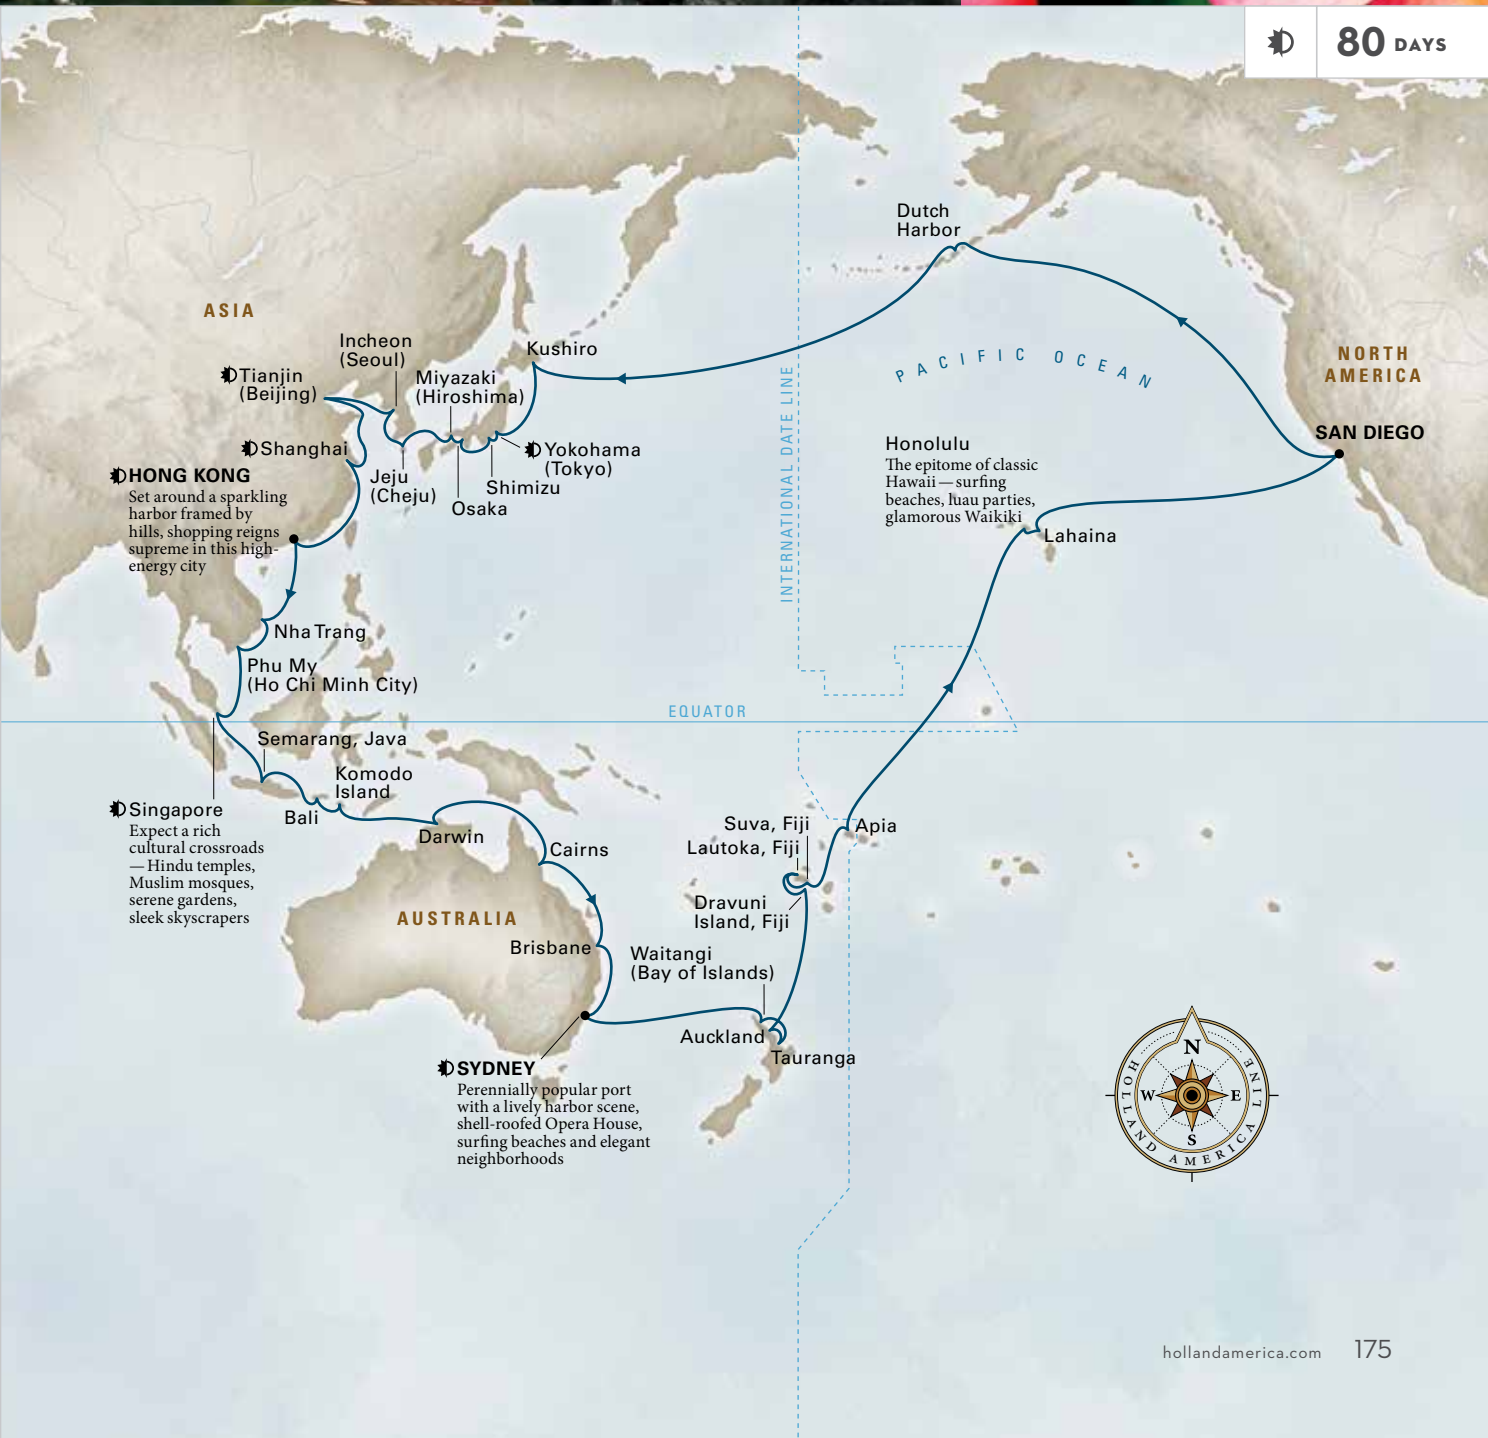 80 DAYS
Dutch
Harbor
ASIA
Incheon
(Seoul)
Kushiro
PACIFIC OCEAN
NORTH
AMERICA
Tianjin
(Beijing)
Miyazaki
(Hiroshima)
INTERNATIONAL DATE LINE
SAN DIEGO
Shanghai
Yokohama
(Tokyo)
Honolulu
The epitome of classic
Hawaii — surfing
beaches, luau parties,
glamorous Waikiki
HONG KONG
Set around a sparkling
harbor framed by
hills, shopping reigns
supreme in this high-
energy city
Jeju
(Cheju)
Shimizu
Osaka
Lahaina
Nha Trang
Phu My
(Ho Chi Minh City)
EQUATOR
Semarang, Java
Komodo
Island
Singapore
Expect a rich
cultural crossroads
— Hindu temples,
Muslim mosques,
serene gardens,
sleek skyscrapers
Bali
Darwin
Cairns
Suva, Fiji
Lautoka, Fiji
Apia
Dravuni
Island, Fiji
AUSTRALIA
Brisbane
Waitangi
(Bay of Islands)
Auckland
Tauranga
SYDNEY
Perennially popular port
with a lively harbor scene,
shell-roofed Opera House,
surfing beaches and elegant
neighborhoods
N
W E
S
HOLLAND AMERICA LINE
hollandamerica.com 175